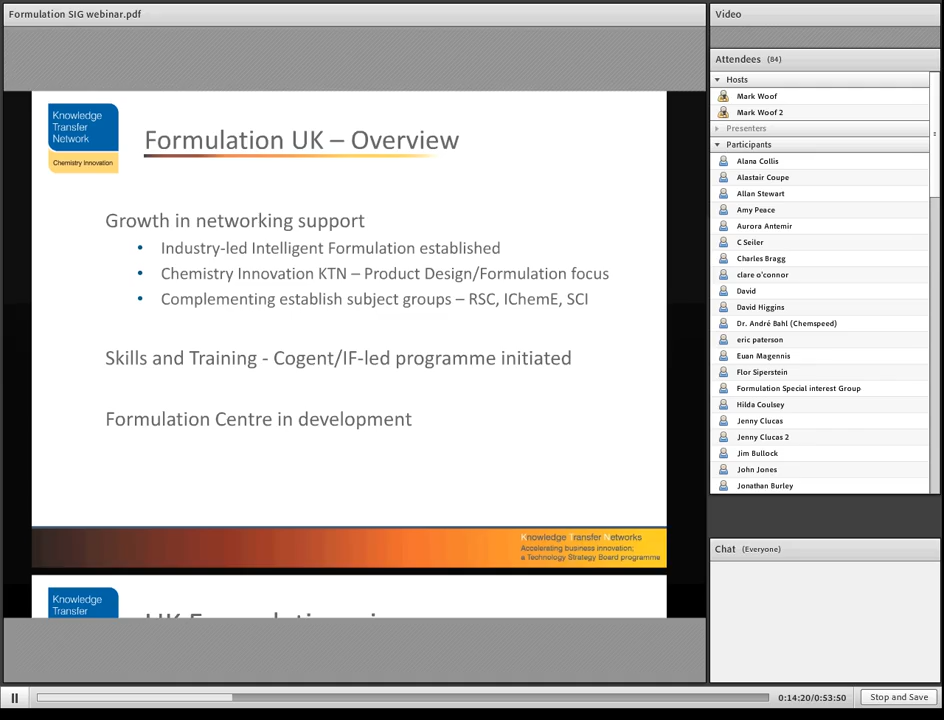 Formulation SIG webinar.pdf
Knowledge
Transfer
Network
Chemistry Innovation
Formulation UK – Overview
Growth in networking support
• Industry-led Intelligent Formulation established
• Chemistry Innovation KTN – Product Design/Formulation focus
• Complementing establish subject groups – RSC, IChemE, SCI
Skills and Training - Cogent/IF-led programme initiated
Formulation Centre in development
Knowledge Transfer Networks
Accelerating business innovation;
a Technology Strategy Board programme
Knowledge
Transfer
Video
Attendees (84)
Hosts
Mark Woof
Mark Woof 2
Presenters
Participants
Alana Collis
Alastair Coupe
Allan Stewart
Amy Peace
Aurora Antemir
C Seiler
Charles Bragg
clare o'connor
David
David Higgins
Dr. André Bahl (Chemspeed)
eric paterson
Euan Magennis
Flor Siperstein
Formulation Special interest Group
Hilda Coulsey
Jenny Clucas
Jenny Clucas 2
Jim Bullock
John Jones
Jonathan Burley
Chat (Everyone)
0:14:20/0:53:50
Stop and Save